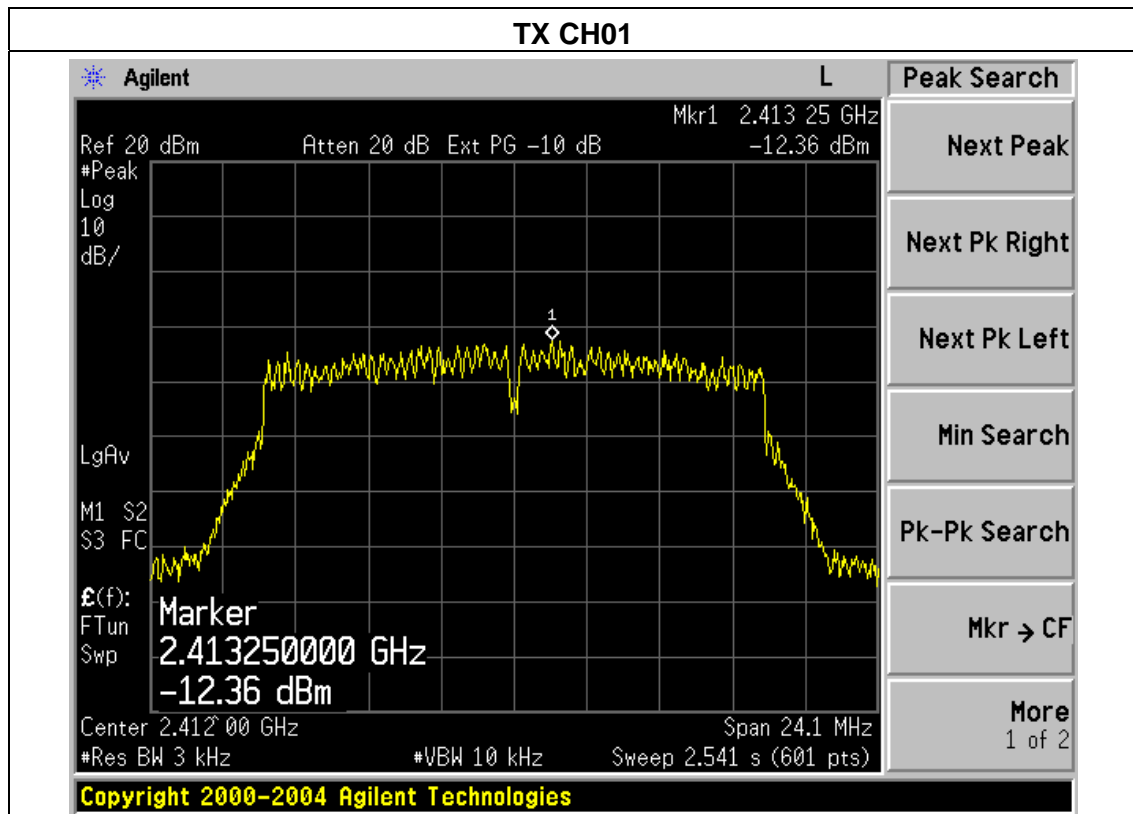 TX CH01
Agilent L Peak Search
Mkr1 2.413 25 GHz
Ref 20 dBm Atten 20 dB Ext PG -10 dB -12.36 dBm
#Peak
Log
10
dB/
1
LgAv
M1 S2
S3 FC
£(f):
FTun
Swp
Marker
2.413250000 GHz
-12.36 dBm
Center 2.412 00 GHz Span 24.1 MHz
#Res BW 3 kHz #VBW 10 kHz Sweep 2.541 s (601 pts)
Next Peak
Next Pk Right
Next Pk Left
Min Search
Pk-Pk Search
Mkr → CF
More
1 of 2
Copyright 2000-2004 Agilent Technologies